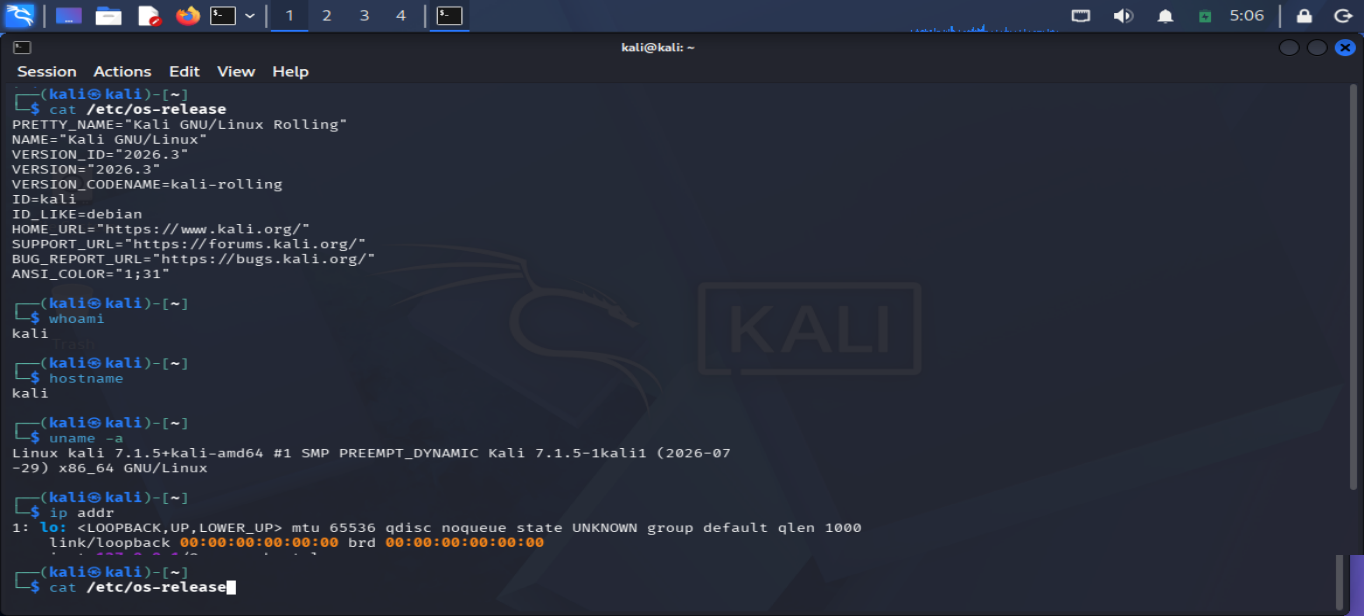 1 2 3 4 5:06
kali@kali: ~
Session Actions Edit View Help
┌──(kali㉿kali)-[~]
└─$ cat /etc/os-release
PRETTY_NAME="Kali GNU/Linux Rolling"
NAME="Kali GNU/Linux"
VERSION_ID="2026.3"
VERSION="2026.3"
VERSION_CODENAME=kali-rolling
ID=kali
ID_LIKE=debian
HOME_URL="https://www.kali.org/"
SUPPORT_URL="https://forums.kali.org/"
BUG_REPORT_URL="https://bugs.kali.org/"
ANSI_COLOR="1;31"
┌──(kali㉿kali)-[~]
└─$ whoami
kali
Trash
┌──(kali㉿kali)-[~]
└─$ hostname
kali
KALI
┌──(kali㉿kali)-[~]
└─$ uname -a
Linux kali 7.1.5+kali-amd64 #1 SMP PREEMPT_DYNAMIC Kali 7.1.5-1kali1 (2026-07
-29) x86_64 GNU/Linux
┌──(kali㉿kali)-[~]
└─$ ip addr
1: lo: <LOOPBACK,UP,LOWER_UP> mtu 65536 qdisc noqueue state UNKNOWN group default qlen 1000
link/loopback 00:00:00:00:00:00 brd 00:00:00:00:00:00
┌──(kali㉿kali)-[~]
└─$ cat /etc/os-release